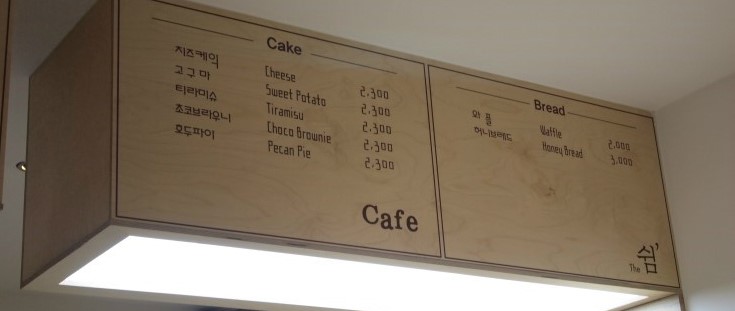 Cake
치즈케익 Cheese 2,300
고구마 Sweet Potato 2,300
티라미슈 Tiramisu 2,300
초코브라우니 Choco Brownie 2,300
호두파이 Pecan Pie 2,300
Cafe
Bread
와플 Waffle 2,000
허니브레드 Honey Bread 3,000
The 쉼'